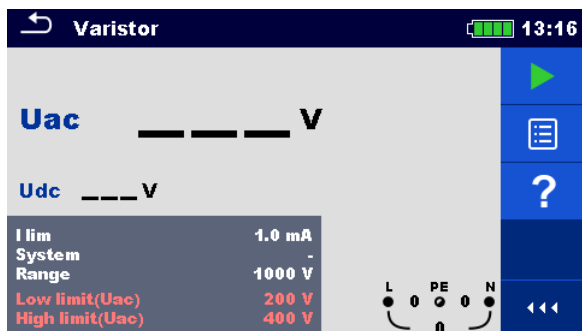 Varistor 13:16
Uac ___ V
Udc ___ V
I lim 1.0 mA
System -
Range 1000 V
Low limit(Uac) 200 V
High limit(Uac) 400 V
L PE N
0 0
0
?